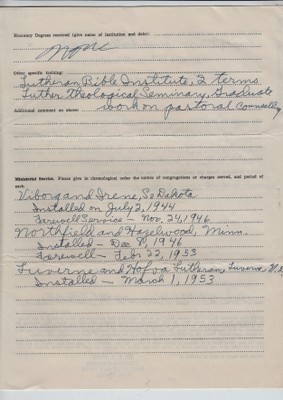 Honorary Degrees received (give name of institution and date):
None
Other specific training:
Lutheran Bible Institute, 2 terms
Luther Theological Seminary, Graduate
work on pastoral counseling
Additional comment on above:
Ministerial Service. Please give in chronological order the names of congregations or charges served, and period of
each.
Viborg and Irene, So Dakota
Installed on July 2, 1944
Farewell Service - Nov. 24, 1946
Northfield and Hazelwood, Minn.
Installed - Dec 8, 1946
Farewell - Feb 22, 1953
Luverne and Hofva Lutheran, Luverne N.D.
Installed - March 1, 1953